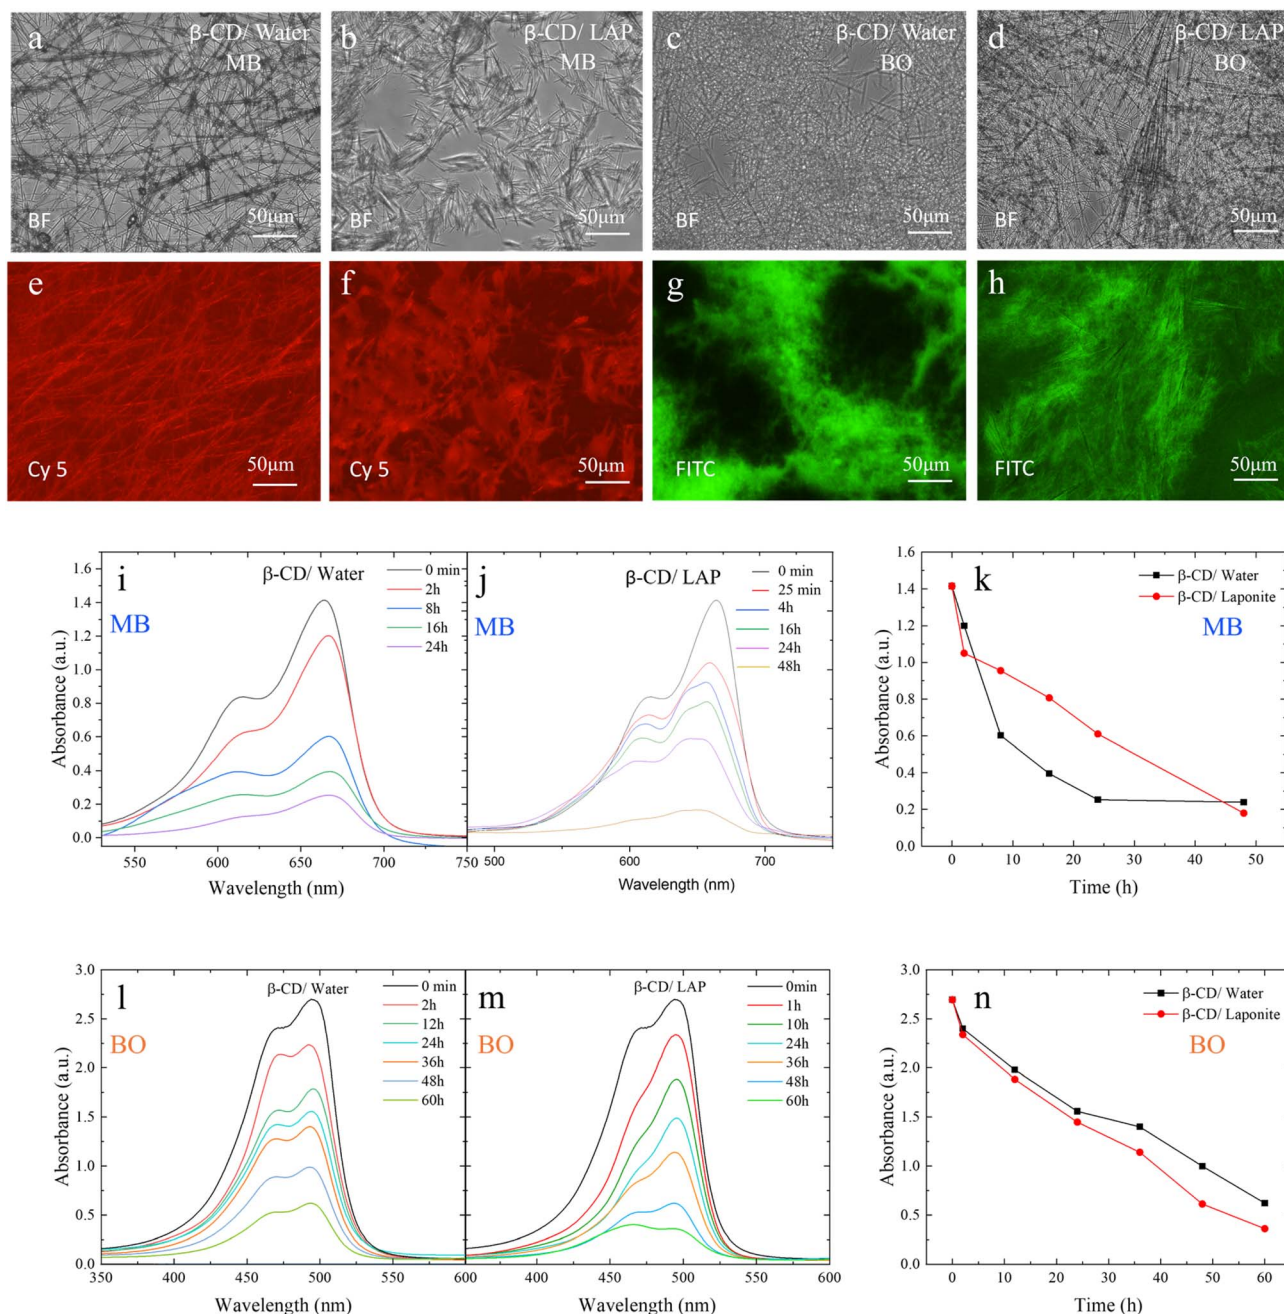 a
β-CD/ Water
MB
BF
50μm
b
β-CD/ LAP
MB
BF
50μm
c
β-CD/ Water
BO
BF
50μm
d
β-CD/ LAP
BO
BF
50μm
e
Cy 5
50μm
f
Cy 5
50μm
g
FITC
50μm
h
FITC
50μm
i
β-CD/ Water
MB
0 min
2h
8h
16h
24h
1.6
1.4
1.2
1.0
0.8
0.6
0.4
0.2
0.0
Absorbance (a.u.)
550
600
650
700
750
Wavelength (nm)
j
β-CD/ LAP
MB
0 min
25 min
4h
16h
24h
48h
500
600
700
Wavelength (nm)
k
β-CD/ Water
β-CD/ Laponite
MB
1.6
1.4
1.2
1.0
0.8
0.6
0.4
0.2
0.0
Absorbance (a.u.)
0
10
20
30
40
50
Time (h)
l
β-CD/ Water
BO
0 min
2h
12h
24h
36h
48h
60h
3.0
2.5
2.0
1.5
1.0
0.5
0.0
Absorbance (a.u.)
350
400
450
500
550
600
Wavelength (nm)
m
β-CD/ LAP
BO
0min
1h
10h
24h
36h
48h
60h
400
450
500
550
600
Wavelength (nm)
n
β-CD/ Water
β-CD/ Laponite
BO
3.0
2.5
2.0
1.5
1.0
0.5
0.0
Absorbance (a.u.)
0
10
20
30
40
50
60
Time (h)